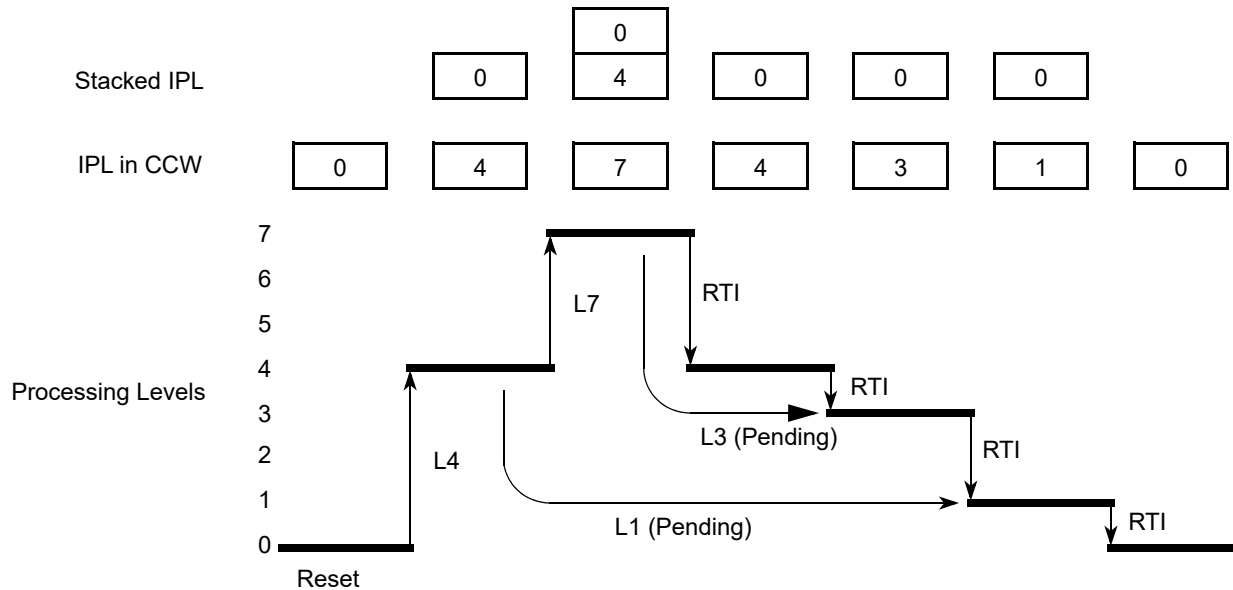 0
Stacked IPL 0 4 0 0 0
IPL in CCW 0 4 7 4 3 1 0
7
6
L7 RTI
5
4
Processing Levels RTI
3
L3 (Pending)
2 L4 RTI
1
L1 (Pending) RTI
0
Reset